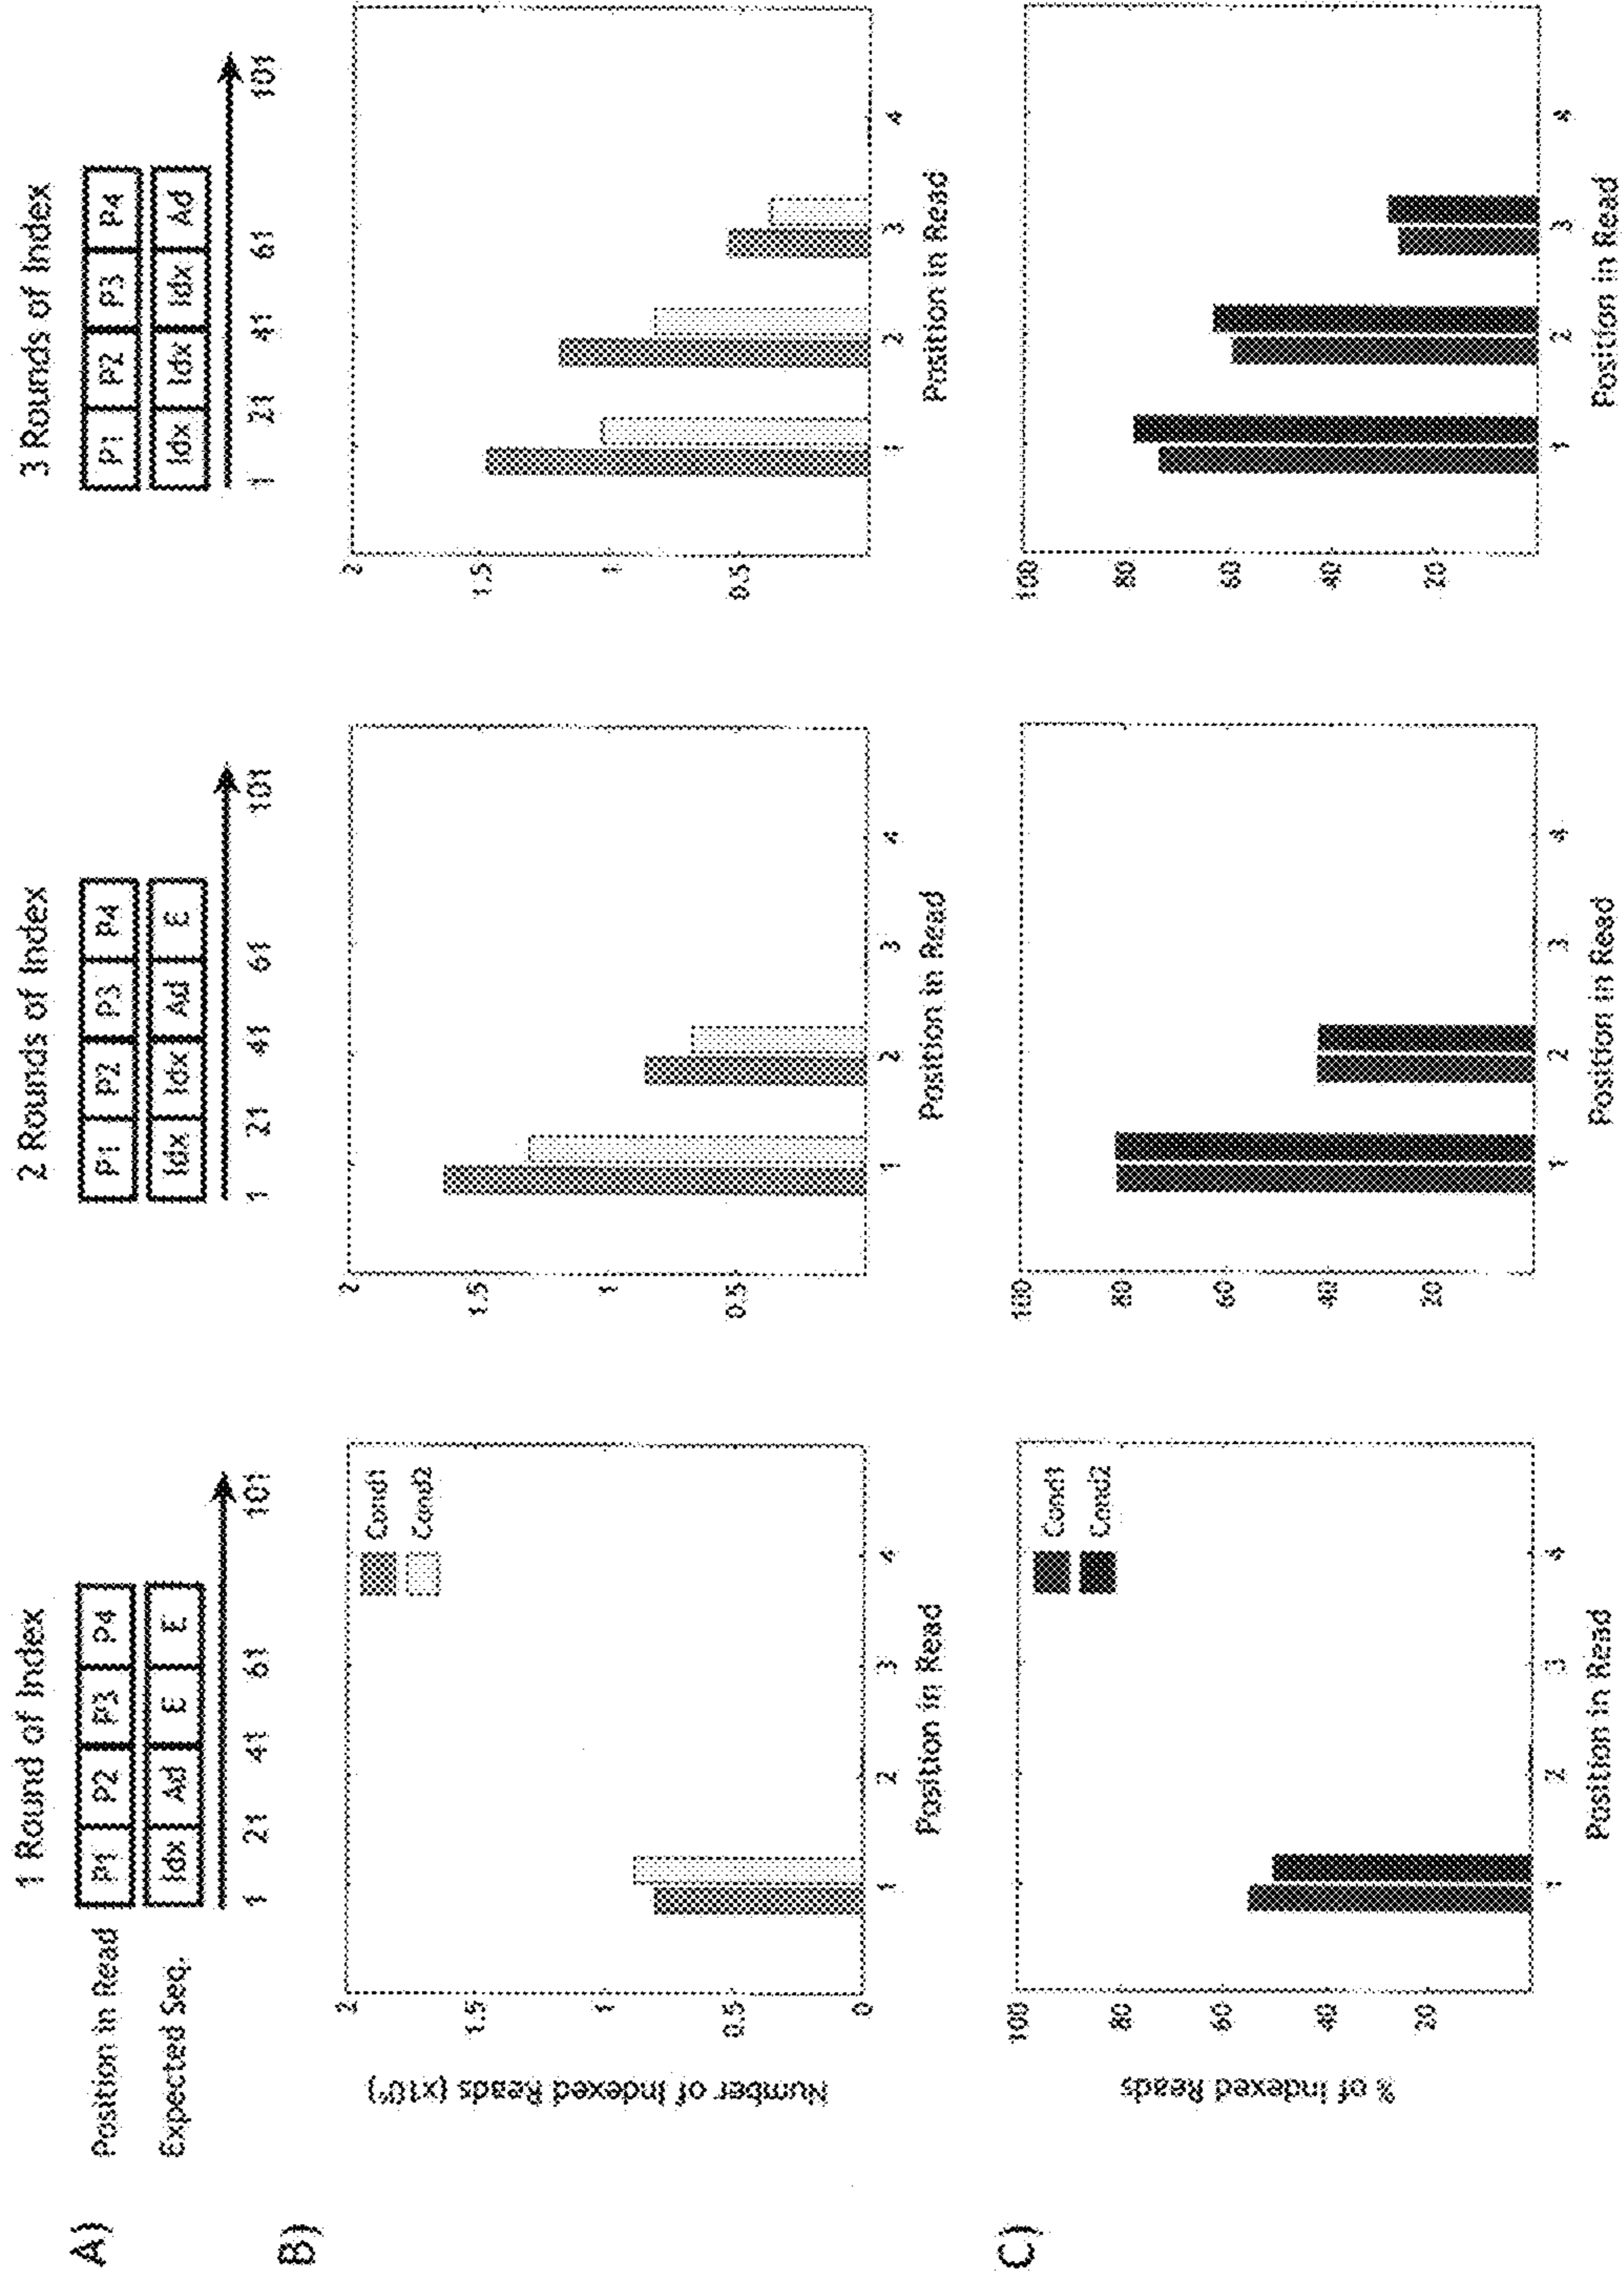 1 Round of Index
2 Rounds of Index
3 Rounds of Index
A)
Position in Read
P1 P2 P3 P4
P1 P2 P3 P4
P1 P2 P3 P4
Expected Seq.
Idx Ad E E
Idx Idx Ad E
Idx Idx Idx Ad
1 21 41 61 101
1 21 41 61 101
1 21 41 61 101
B)
Number of Indexed Reads
2
1.5
1
0.5
0
Cond1
Cond2
1 2 3 4
Position in Read
2
1.5
1
0.5
1 2 3 4
Position in Read
2
1.5
1
0.5
1 2 3 4
Position in Read
C)
% of Indexed Reads
100
80
60
40
20
Cond1
Cond2
1 2 3 4
Position in Read
100
80
60
40
20
1 2 3 4
Position in Read
100
80
60
40
20
1 2 3 4
Position in Read